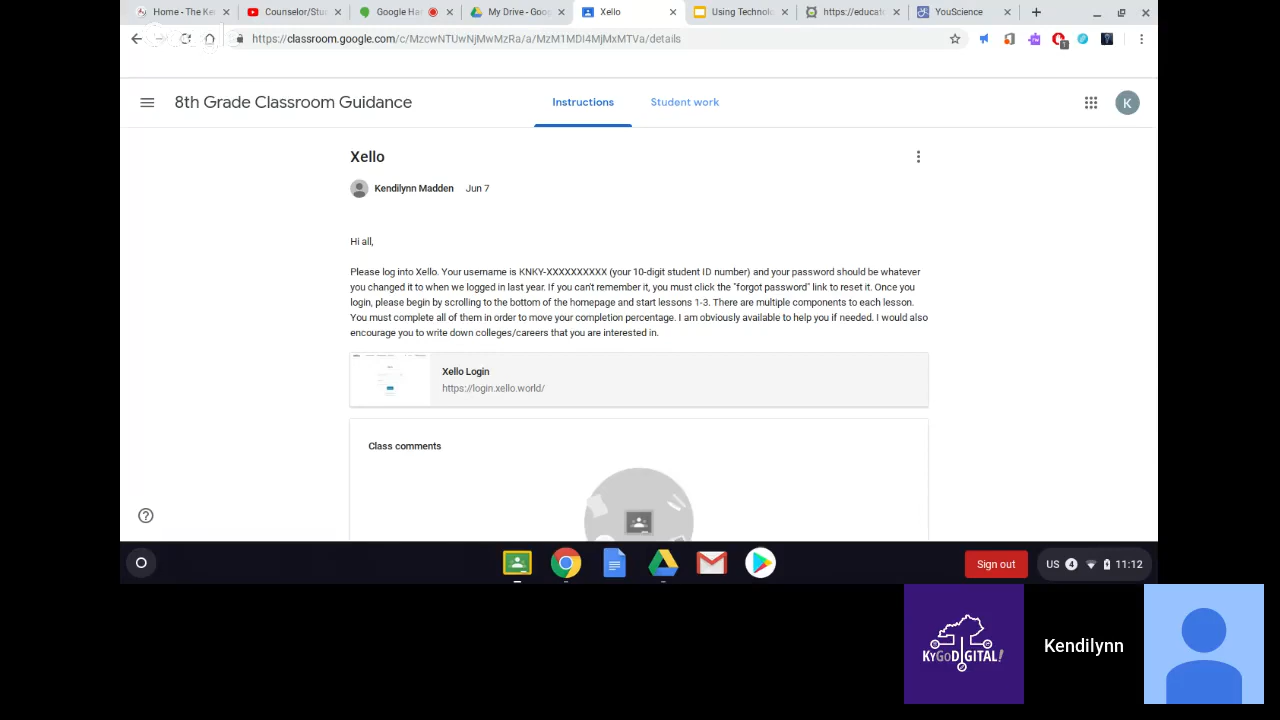 Home - The Ke
Counselor/Stu
Google Ha
My Drive - Goog
Xello
Using Technol
https://educat
YouScience
https://classroom.google.com/c/MzcwNTUwNjMwMzRa/a/MzM1MDI4MjMxMTVa/details
8th Grade Classroom Guidance
Instructions
Student work
K
Xello
Kendilynn Madden Jun 7
Hi all,
Please log into Xello. Your username is KNKY-XXXXXXXXXX (your 10-digit student ID number) and your password should be whatever
you changed it to when we logged in last year. If you can't remember it, you must click the "forgot password" link to reset it. Once you
login, please begin by scrolling to the bottom of the homepage and start lessons 1-3. There are multiple components to each lesson.
You must complete all of them in order to move your completion percentage. I am obviously available to help you if needed. I would also
encourage you to write down colleges/careers that you are interested in.
Xello Login
https://login.xello.world/
Class comments
Sign out
US 4 11:12
KyGoDIGITAL!
Kendilynn